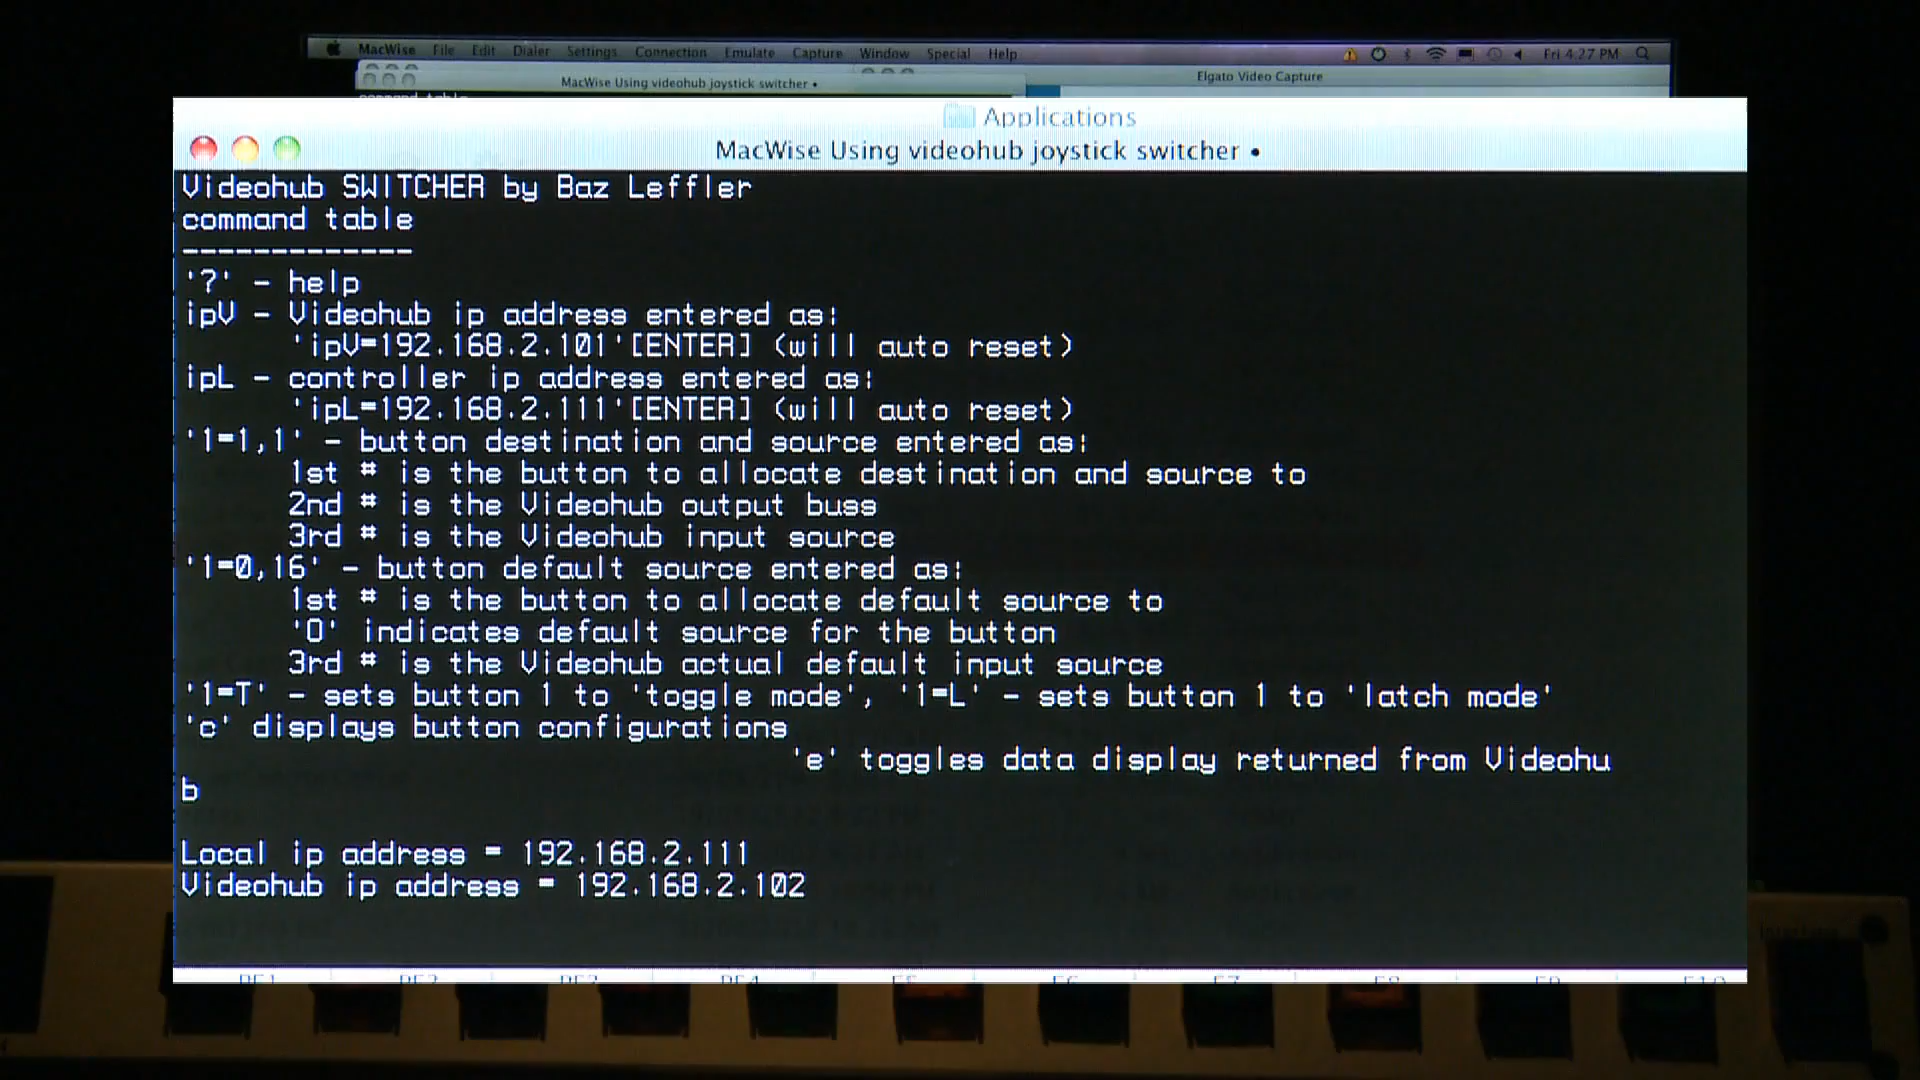 MacWise File Edit Dialer Settings Connection Emulate Capture Window Special Help Fri 4:27 PM
MacWise Using videohub joystick switcher •
Elgato Video Capture
command table
Applications
MacWise Using videohub joystick switcher •
Videohub SWITCHER by Baz Leffler
command table
-------------
'?' - help
ipV - Videohub ip address entered as:
'ipV=192.168.2.101'[ENTER] (will auto reset)
ipL - controller ip address entered as:
'ipL=192.168.2.111'[ENTER] (will auto reset)
'1=1,1' - button destination and source entered as:
1st # is the button to allocate destination and source to
2nd # is the Videohub output buss
3rd # is the Videohub input source
'1=0,16' - button default source entered as:
1st # is the button to allocate default source to
'0' indicates default source for the button
3rd # is the Videohub actual default input source
'1=T' - sets button 1 to 'toggle mode', '1=L' - sets button 1 to 'latch mode'
'c' displays button configurations
'e' toggles data display returned from Videohu
b
Local ip address = 192.168.2.111
Videohub ip address = 192.168.2.102